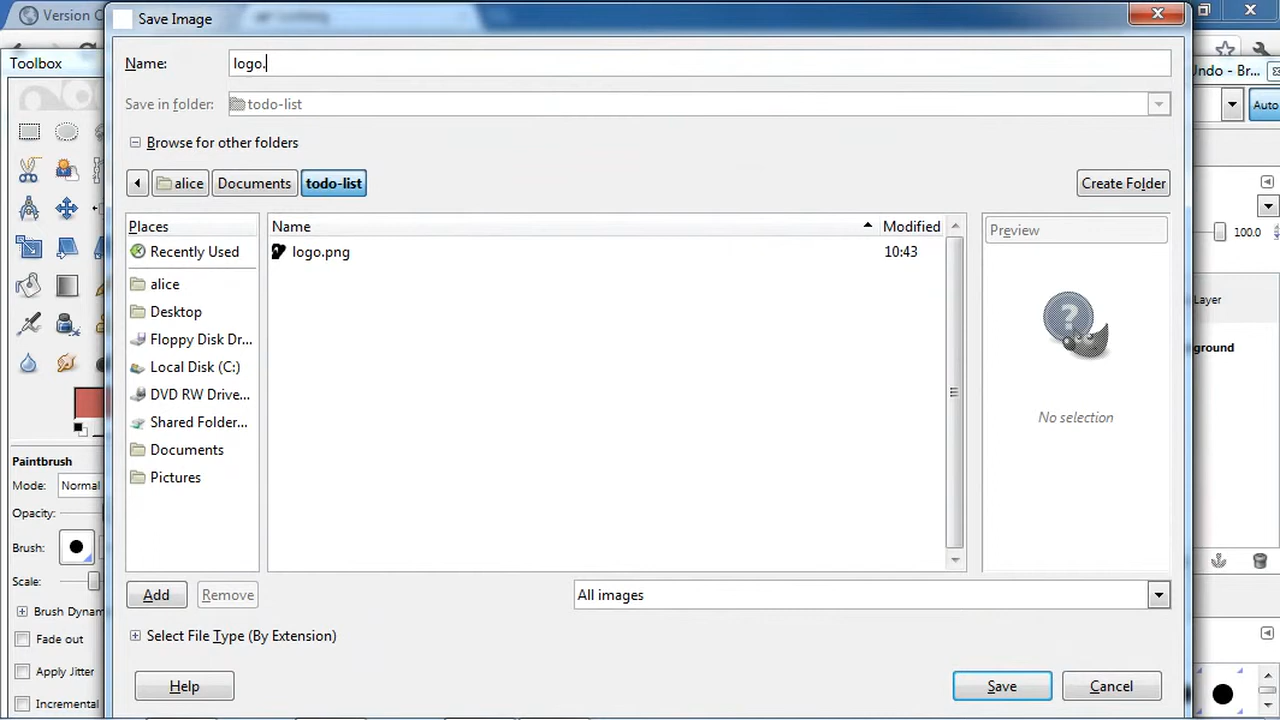 Version C
Save Image
Toolbox
Name:
logo.
Undo - Br...
Save in folder:
todo-list
Auto
Browse for other folders
alice
Documents
todo-list
Create Folder
Places
Name
Modified
Preview
Recently Used
logo.png
10:43
100.0
alice
Desktop
Layer
Floppy Disk Dr...
ground
Local Disk (C:)
DVD RW Drive...
Shared Folder...
No selection
Documents
Paintbrush
Pictures
Mode:
Normal
Opacity:
Brush:
Scale:
Add
Remove
All images
Brush Dynam
Fade out
Select File Type (By Extension)
Apply Jitter
Help
Save
Cancel
Incremental